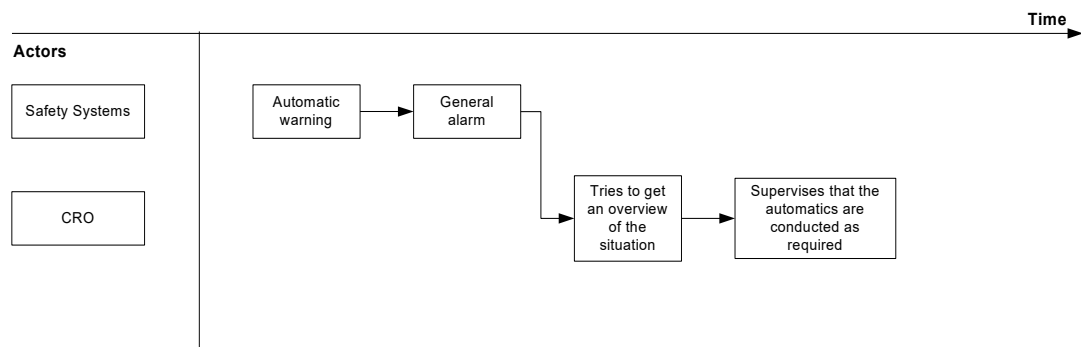 Time
Actors
Safety Systems
Automatic
warning
General
alarm
CRO
Tries to get
an overview
of the
situation
Supervises that the
automatics are
conducted as
required